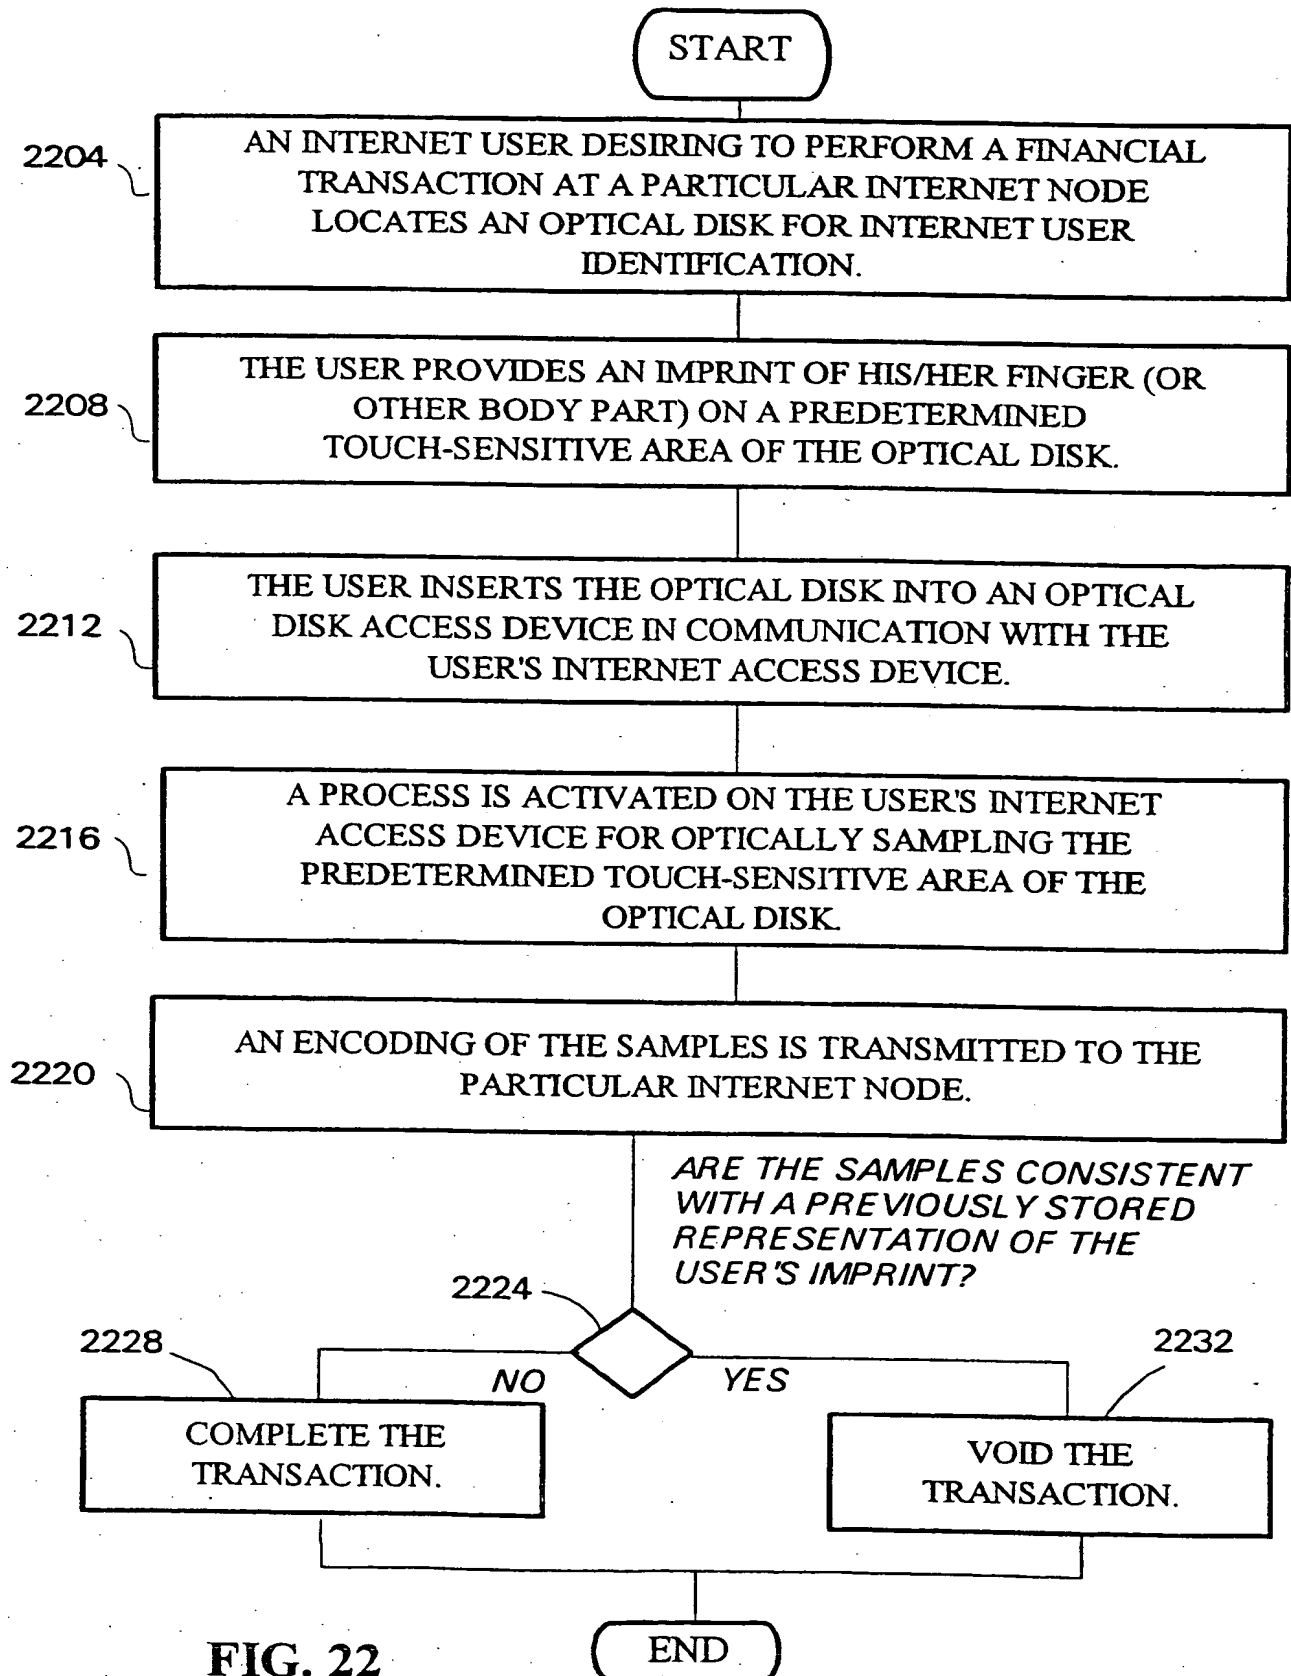 START
2204
AN INTERNET USER DESIRING TO PERFORM A FINANCIAL
TRANSACTION AT A PARTICULAR INTERNET NODE
LOCATES AN OPTICAL DISK FOR INTERNET USER
IDENTIFICATION.
2208
THE USER PROVIDES AN IMPRINT OF HIS/HER FINGER (OR
OTHER BODY PART) ON A PREDETERMINED
TOUCH-SENSITIVE AREA OF THE OPTICAL DISK.
2212
THE USER INSERTS THE OPTICAL DISK INTO AN OPTICAL
DISK ACCESS DEVICE IN COMMUNICATION WITH THE
USER'S INTERNET ACCESS DEVICE.
2216
A PROCESS IS ACTIVATED ON THE USER'S INTERNET
ACCESS DEVICE FOR OPTICALLY SAMPLING THE
PREDETERMINED TOUCH-SENSITIVE AREA OF THE
OPTICAL DISK.
2220
AN ENCODING OF THE SAMPLES IS TRANSMITTED TO THE
PARTICULAR INTERNET NODE.
ARE THE SAMPLES CONSISTENT
WITH A PREVIOUSLY STORED
REPRESENTATION OF THE
USER'S IMPRINT?
2224
2228
NO
YES
2232
COMPLETE THE
TRANSACTION.
VOID THE
TRANSACTION.
END
FIG. 22